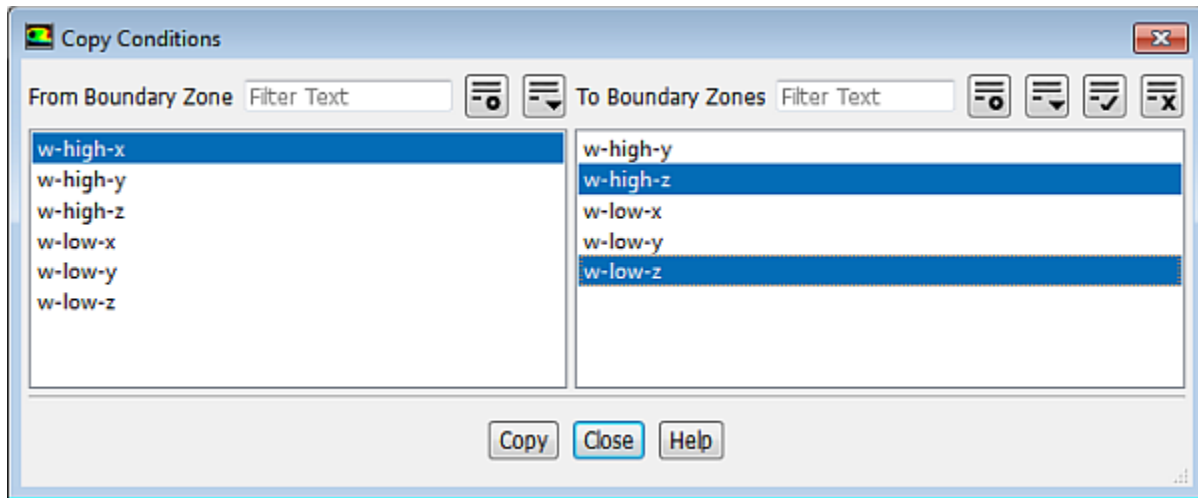 Copy Conditions
From Boundary Zone Filter Text To Boundary Zones Filter Text
w-high-x
w-high-y
w-high-z
w-low-x
w-low-y
w-low-z
w-high-y
w-high-z
w-low-x
w-low-y
w-low-z
Copy Close Help